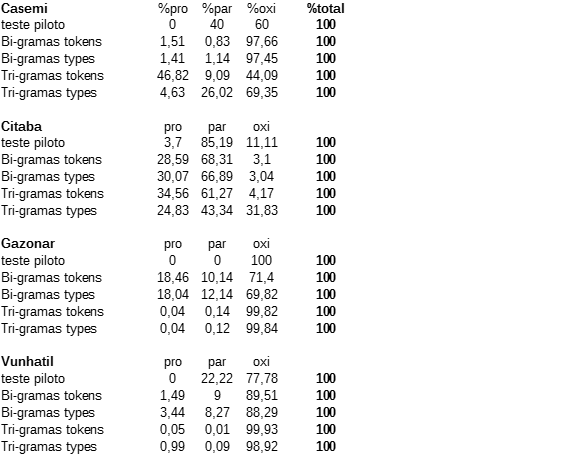 Casemi %pro %par %oxi %total
teste piloto 0 40 60 100
Bi-gramas tokens 1,51 0,83 97,66 100
Bi-gramas types 1,41 1,14 97,45 100
Tri-gramas tokens 46,82 9,09 44,09 100
Tri-gramas types 4,63 26,02 69,35 100
Citaba pro par oxi
teste piloto 3,7 85,19 11,11 100
Bi-gramas tokens 28,59 68,31 3,1 100
Bi-gramas types 30,07 66,89 3,04 100
Tri-gramas tokens 34,56 61,27 4,17 100
Tri-gramas types 24,83 43,34 31,83 100
Gazonar pro par oxi
teste piloto 0 0 100 100
Bi-gramas tokens 18,46 10,14 71,4 100
Bi-gramas types 18,04 12,14 69,82 100
Tri-gramas tokens 0,04 0,14 99,82 100
Tri-gramas types 0,04 0,12 99,84 100
Vunhatil pro par oxi
teste piloto 0 22,22 77,78 100
Bi-gramas tokens 1,49 9 89,51 100
Bi-gramas types 3,44 8,27 88,29 100
Tri-gramas tokens 0,05 0,01 99,93 100
Tri-gramas types 0,99 0,09 98,92 100